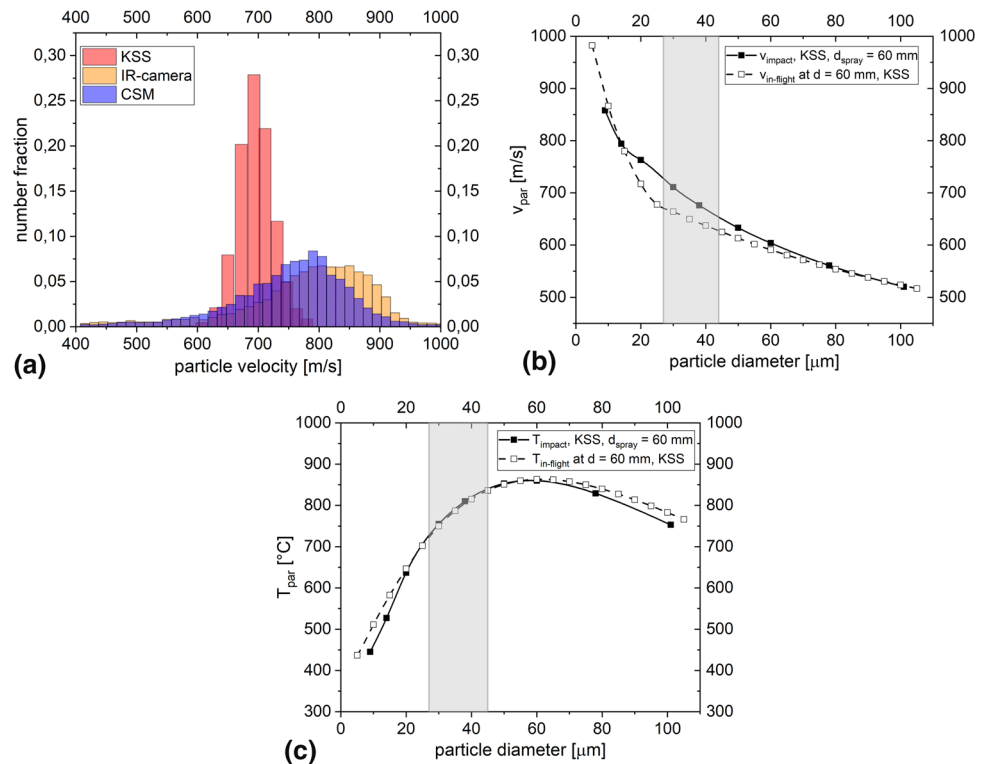 400 500 600 700 800 900 1000
0,30 0,30
0,25 0,25
0,20 0,20
0,15 0,15
0,10 0,10
0,05 0,05
0,00 0,00
400 500 600 700 800 900 1000
number fraction
particle velocity [m/s]
KSS
IR-camera
CSM
(a)
0 20 40 60 80 100
1000 1000
900 900
800 800
700 700
600 600
500 500
0 20 40 60 80 100
v_par [m/s]
particle diameter [μm]
v_impact, KSS, d_spray = 60 mm
v_in-flight at d = 60 mm, KSS
(b)
0 20 40 60 80 100
1000 1000
900 900
800 800
700 700
600 600
500 500
400 400
300 300
0 20 40 60 80 100
T_par [°C]
particle diameter [μm]
T_impact, KSS, d_spray = 60 mm
T_in-flight at d = 60 mm, KSS
(c)